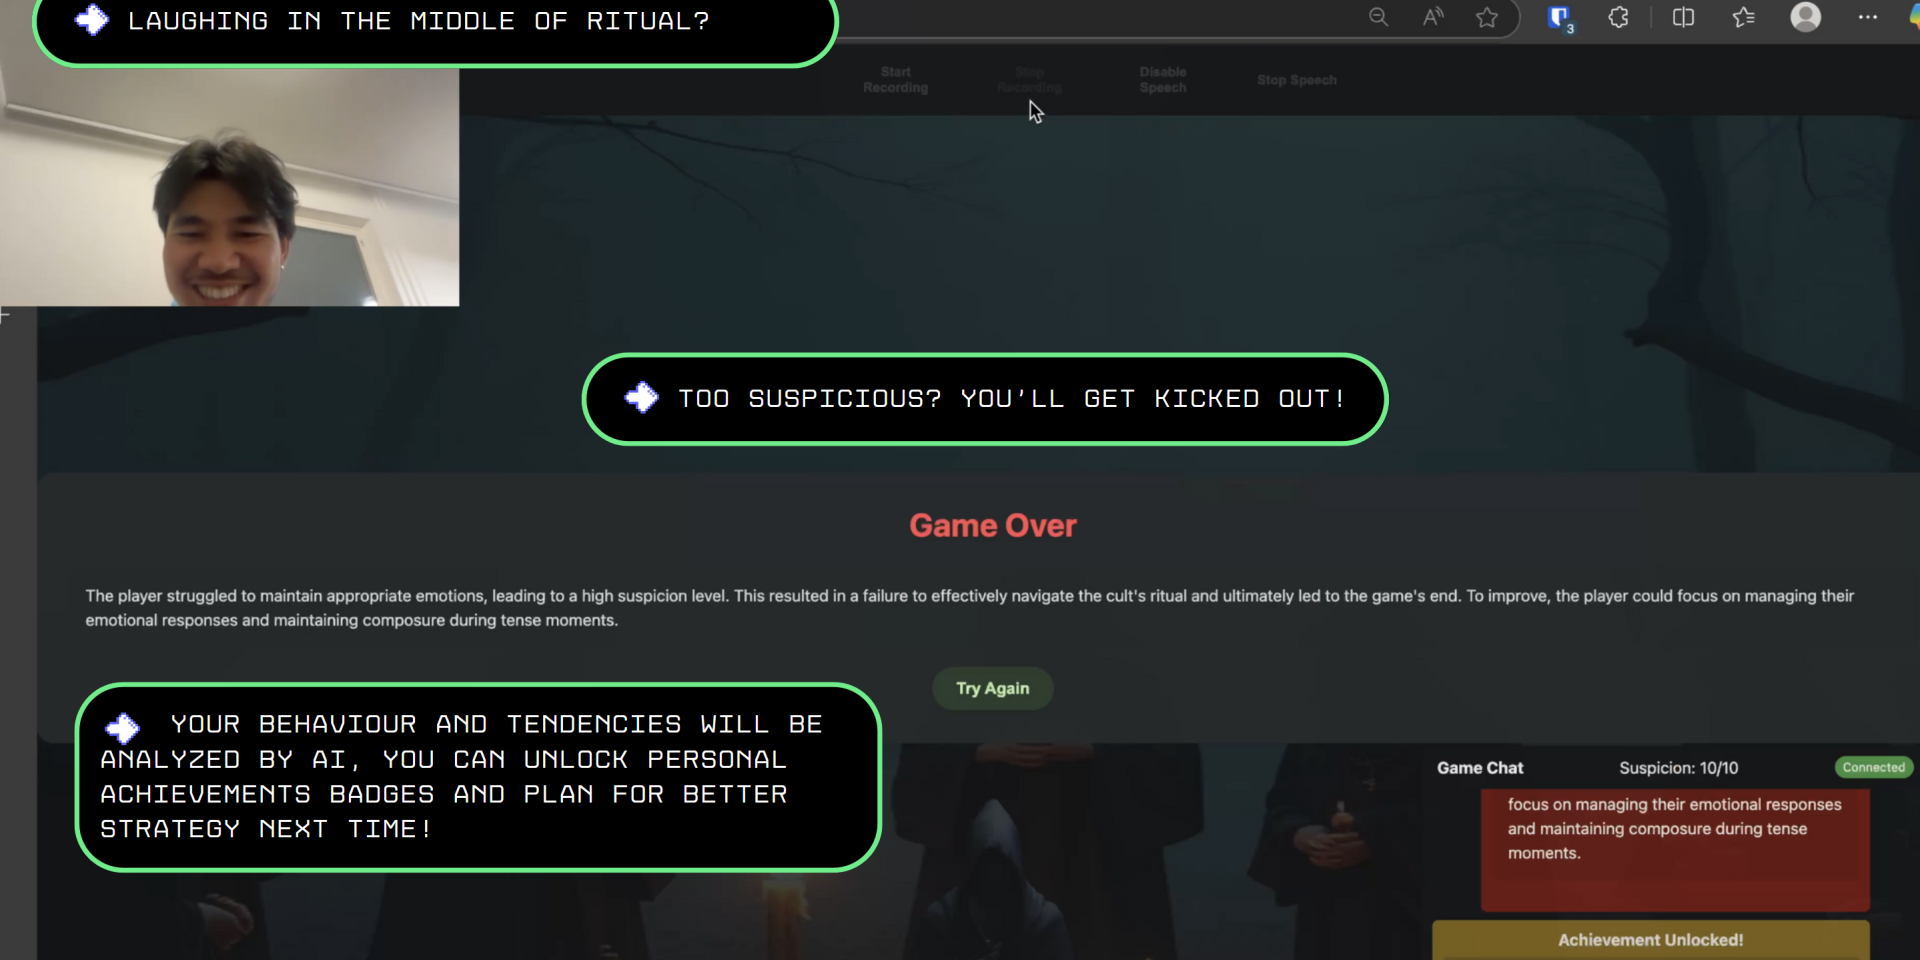 LAUGHING IN THE MIDDLE OF RITUAL?
3
Start
Recording
Stop
Recording
Disable
Speech
Stop Speech
TOO SUSPICIOUS? YOU'LL GET KICKED OUT!
Game Over
The player struggled to maintain appropriate emotions, leading to a high suspicion level. This resulted in a failure to effectively navigate the cult's ritual and ultimately led to the game's end. To improve, the player could focus on managing their
emotional responses and maintaining composure during tense moments.
Try Again
YOUR BEHAVIOUR AND TENDENCIES WILL BE
ANALYZED BY AI, YOU CAN UNLOCK PERSONAL
ACHIEVEMENTS BADGES AND PLAN FOR BETTER
STRATEGY NEXT TIME!
Game Chat
Suspicion: 10/10
Connected
focus on managing their emotional responses
and maintaining composure during tense
moments.
Achievement Unlocked!